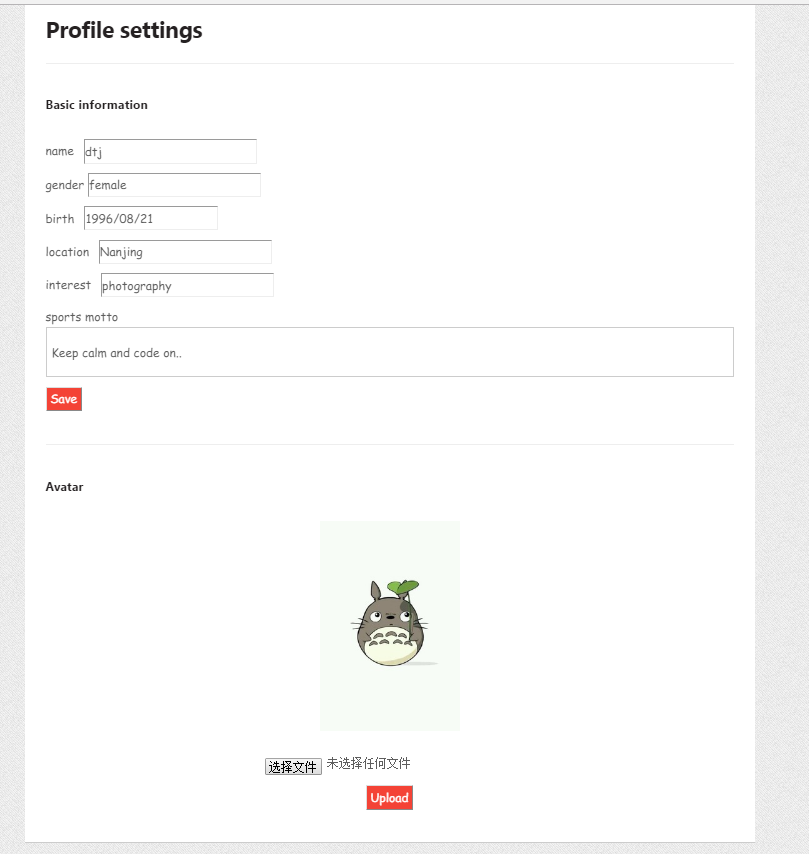 Profile settings
Basic information
name dtj
gender female
birth 1996/08/21
location Nanjing
interest photography
sports motto
Keep calm and code on..
Save
Avatar
选择文件 未选择任何文件
Upload